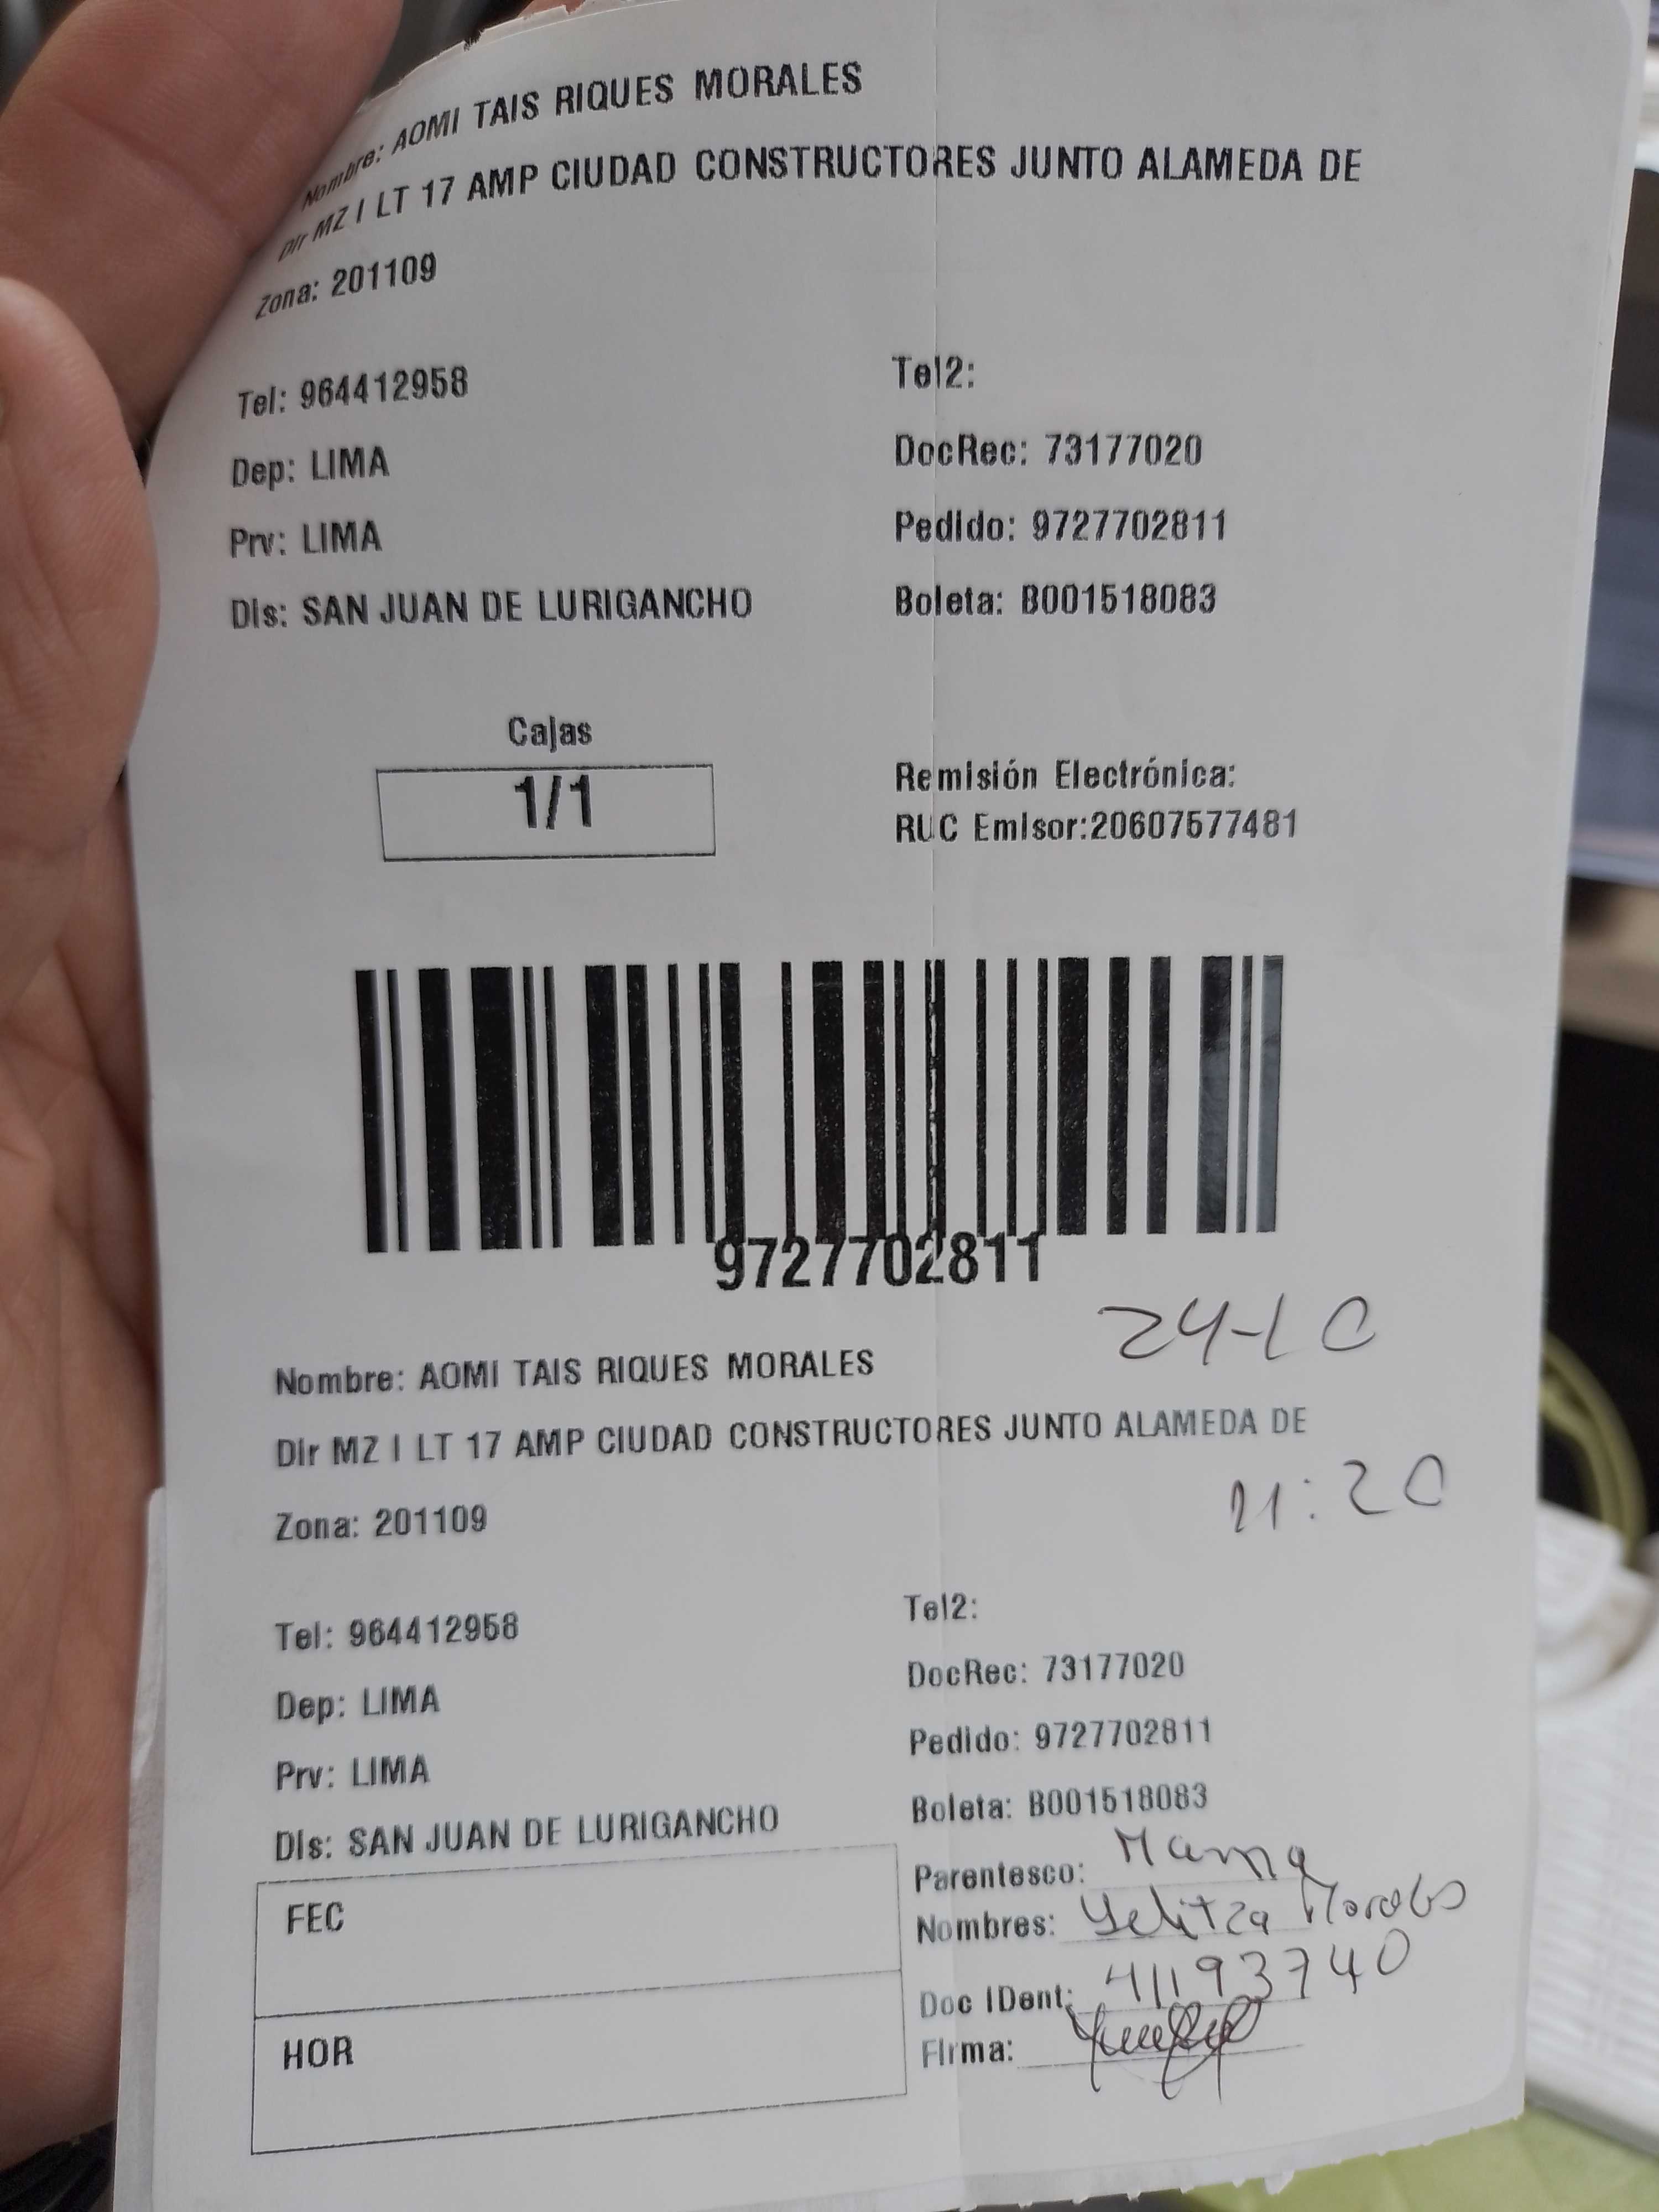 Nombre: AOMI TAIS RIQUES MORALES
Dir MZ I LT 17 AMP CIUDAD CONSTRUCTORES JUNTO ALAMEDA DE
Zona: 201109
Tel: 964412958
Tel2:
Dep: LIMA
DocRec: 73177020
Prv: LIMA
Pedido: 9727702811
Dis: SAN JUAN DE LURIGANCHO
Boleta: B001518083
Cajas
1/1
Remisión Electrónica:
RUC Emisor:20607577481
9727702811
24-10
Nombre: AOMI TAIS RIQUES MORALES
Dir MZ I LT 17 AMP CIUDAD CONSTRUCTORES JUNTO ALAMEDA DE
Zona: 201109
:20
Tel: 964412958
Tel2:
Dep: LIMA
DocRec: 73177020
Prv: LIMA
Pedido: 9727702811
Dis: SAN JUAN DE LURIGANCHO
Boleta: B001518083
Parentesco: Mama
FEC
Nombres: Yelitza Morales
Doc IDent: 41193740
HOR
Firma: